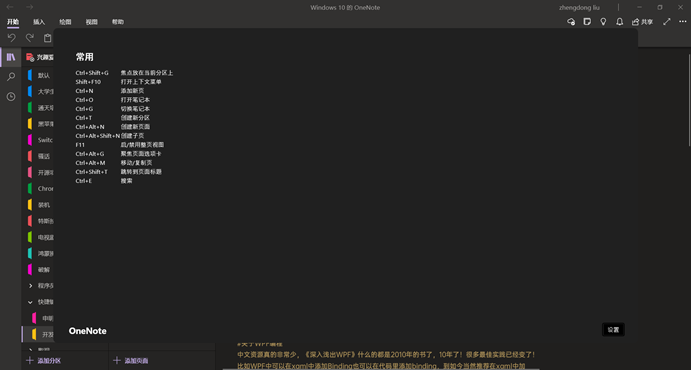 Windows 10 的 OneNote
zhengdong liu
开始 插入 绘图 视图 帮助
共享
兴趣
默认
大学生
通天塔
黑苹果
Switc
骚话
开源项
Chron
装机
特斯拉
电视直
鸿蒙
破解
程序员
快捷键
申明
开发
添加分区
添加页面
常用
Ctrl+Shift+G 焦点放在当前分区上
Shift+F10 打开上下文菜单
Ctrl+N 添加新页
Ctrl+O 打开笔记本
Ctrl+G 切换笔记本
Ctrl+T 创建新分区
Ctrl+Alt+N 创建新页面
Ctrl+Alt+Shift+N 创建子页
F11 启/禁用整页视图
Ctrl+Alt+G 聚焦页面选项卡
Ctrl+Alt+M 移动/复制页
Ctrl+Shift+T 跳转到页面标题
Ctrl+E 搜索
OneNote
设置
#关于WPF编程
中文资源真的非常少，《深入浅出WPF》什么的都是2010年的书了，10年了！很多最佳实践已经变了！
比如WPF中可以在xaml中添加Binding也可以在代码里添加binding，到如今当然推荐在xaml中加